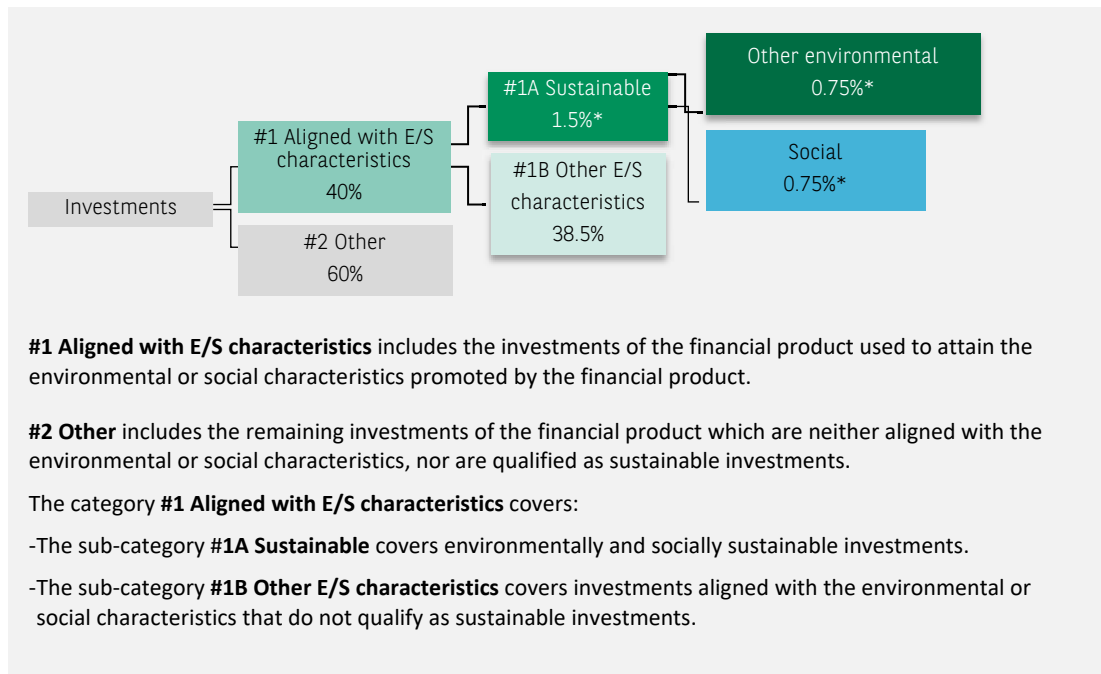 Investments
#1 Aligned with E/S
characteristics
40%
#2 Other
60%
#1A Sustainable
1.5%*
#1B Other E/S
characteristics
38.5%
Other environmental
0.75%*
Social
0.75%*
#1 Aligned with E/S characteristics includes the investments of the financial product used to attain the
environmental or social characteristics promoted by the financial product.
#2 Other includes the remaining investments of the financial product which are neither aligned with the
environmental or social characteristics, nor are qualified as sustainable investments.
The category #1 Aligned with E/S characteristics covers:
-The sub-category #1A Sustainable covers environmentally and socially sustainable investments.
-The sub-category #1B Other E/S characteristics covers investments aligned with the environmental or
social characteristics that do not qualify as sustainable investments.